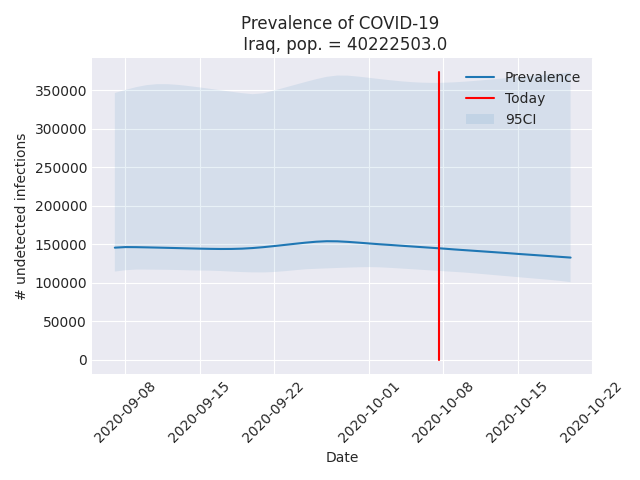 Prevalence of COVID-19
Iraq, pop. = 40222503.0
Prevalence
Today
95CI
350000
300000
250000
200000
150000
100000
50000
0
# undetected infections
2020-09-08
2020-09-15
2020-09-22
2020-10-01
2020-10-08
2020-10-15
2020-10-22
Date